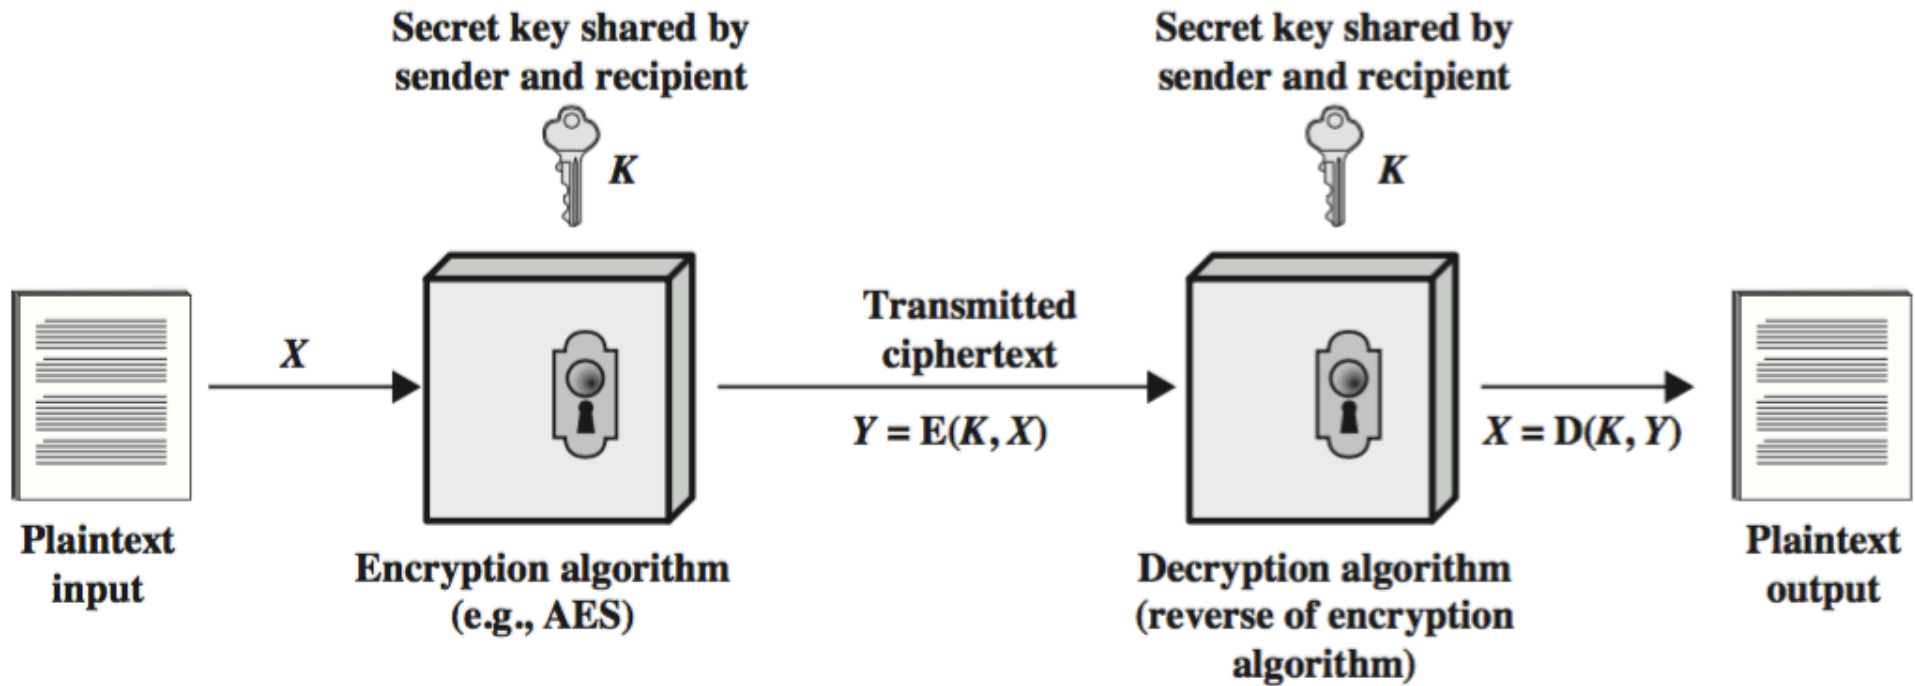 Secret key shared by
sender and recipient
K
Secret key shared by
sender and recipient
K
X
Transmitted
ciphertext
Y = E(K, X)
X = D(K, Y)
Plaintext
input
Encryption algorithm
(e.g., AES)
Decryption algorithm
(reverse of encryption
algorithm)
Plaintext
output